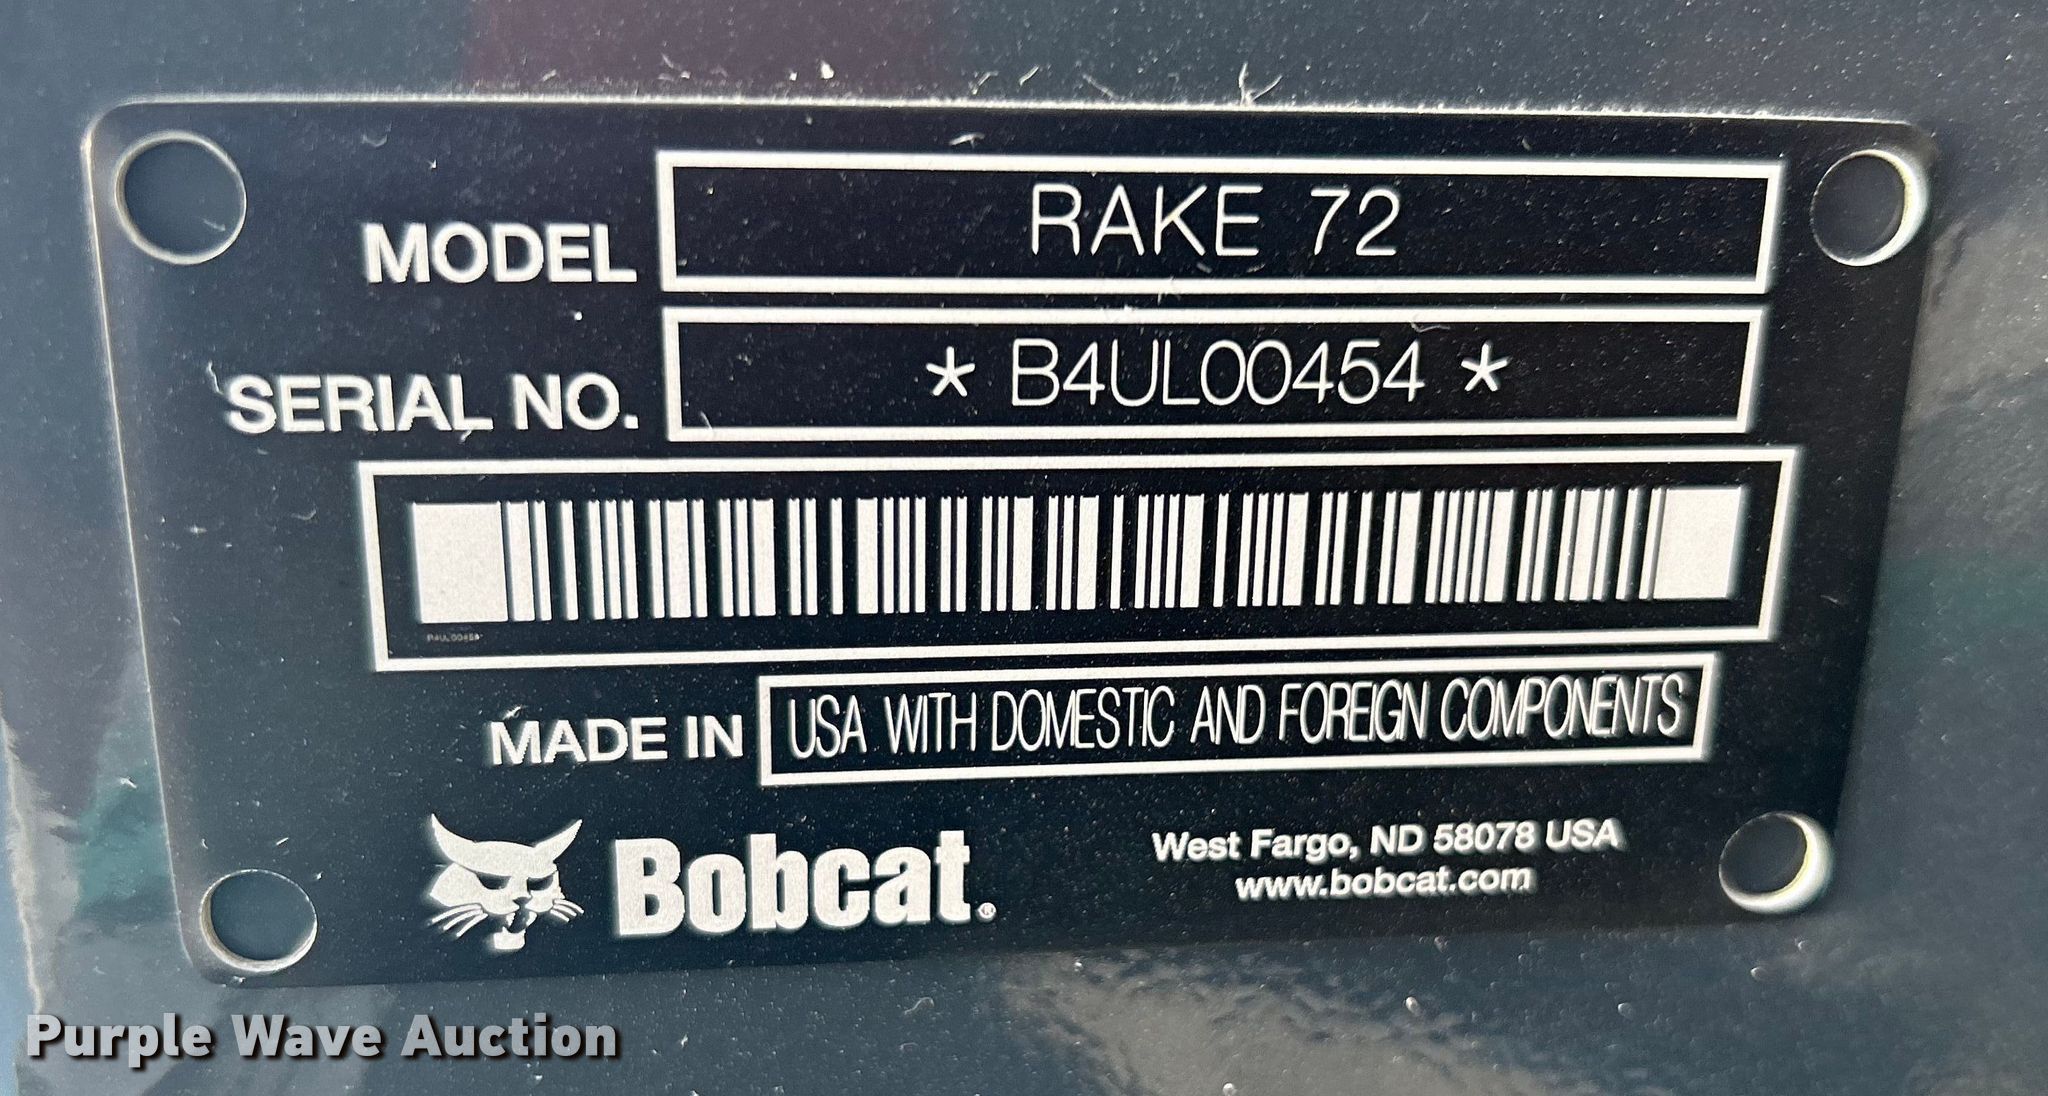 MODEL RAKE 72
SERIAL NO. * B4UL00454 *
B4UL00454
MADE IN USA WITH DOMESTIC AND FOREIGN COMPONENTS
Bobcat®
West Fargo, ND 58078 USA
www.bobcat.com
Purple Wave Auction